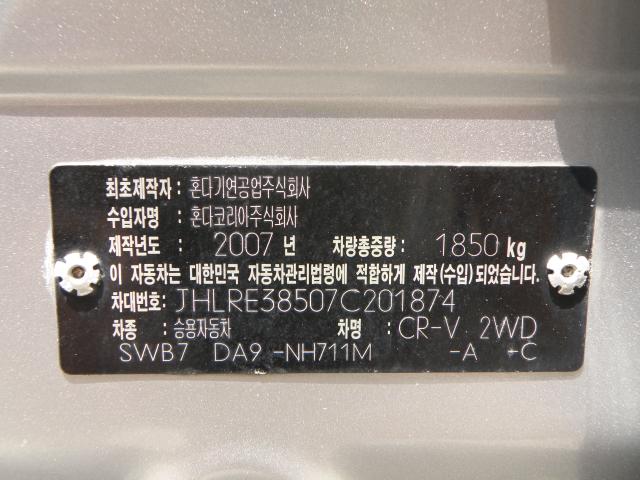 최초제작자 : 혼다기연공업주식회사
수입자명 : 혼다코리아주식회사
제작년도 : 2007 년 차량총중량 : 1850 kg
이 자동차는 대한민국 자동차관리법령에 적합하게 제작(수입)되었습니다.
차대번호 : JHLRE38507C201874
차종 : 승용자동차 차명 : CR-V 2WD
SWB7 DA9 -NH711M -A -C